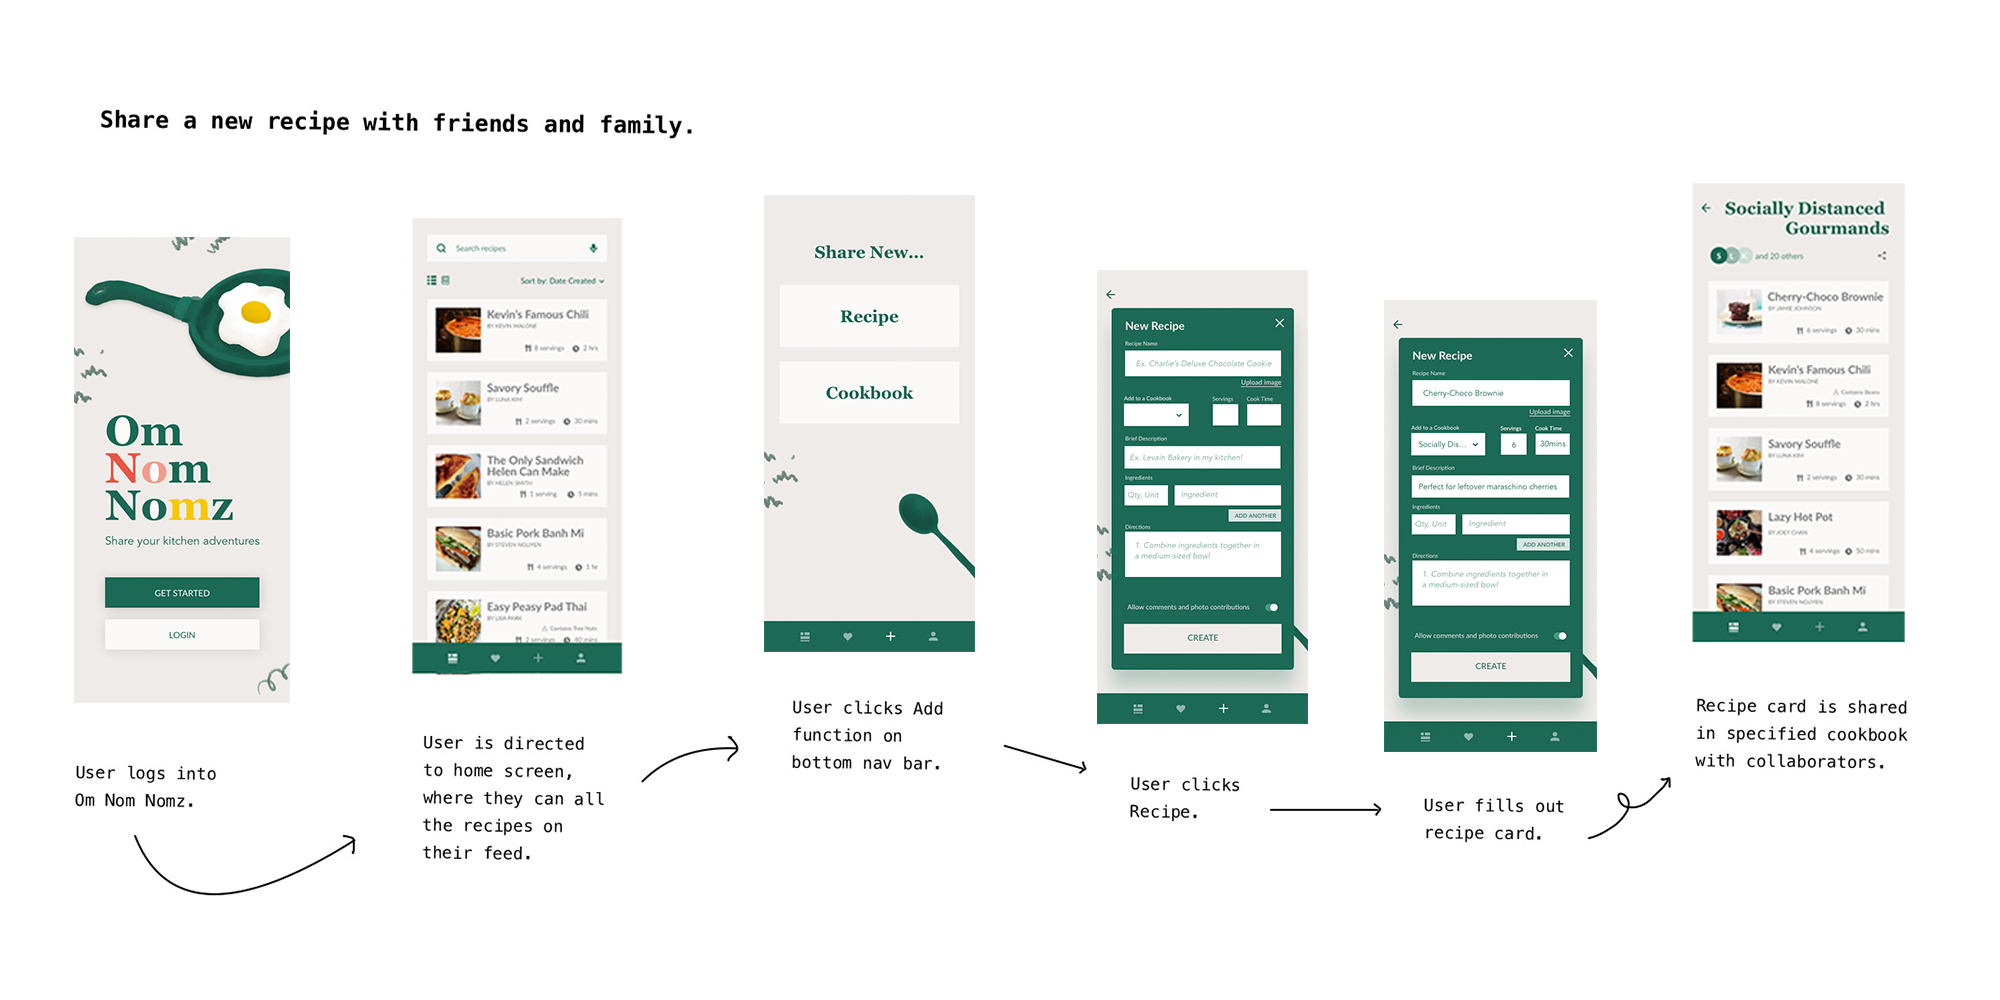 Share a new recipe with friends and family.
Om
Nom
Nomz
Share your kitchen adventures
GET STARTED
LOGIN
User logs into
Om Nom Nomz.
Search recipes
Sort by: Date Created
Kevin's Famous Chili
BY KEVIN MALONE
8 servings 2 hrs
Savory Souffle
BY LUNA KIM
2 servings 30 mins
The Only Sandwich
Helen Can Make
BY HELEN SMITH
1 serving 5 mins
Basic Pork Banh Mi
BY STEVEN NGUYEN
4 servings 1 hr
Easy Peasy Pad Thai
BY LISA PARK
Contains Tree Nuts
2 servings 40 mins
User is directed
to home screen,
where they can all
the recipes on
their feed.
Share New...
Recipe
Cookbook
User clicks Add
function on
bottom nav bar.
New Recipe
Recipe Name
Ex. Charlie's Deluxe Chocolate Cookie
Upload image
Add to a Cookbook Servings Cook Time
Brief Description
Ex. Levain Bakery in my kitchen!
Ingredients
Qty, Unit Ingredient
ADD ANOTHER
Directions
1. Combine ingredients together in
a medium-sized bowl
Allow comments and photo contributions
CREATE
User clicks
Recipe.
New Recipe
Recipe Name
Cherry-Choco Brownie
Upload image
Add to a Cookbook Servings Cook Time
Socially Dis... 6 30mins
Brief Description
Perfect for leftover maraschino cherries
Ingredients
Qty, Unit Ingredient
ADD ANOTHER
Directions
1. Combine ingredients together in
a medium-sized bowl
Allow comments and photo contributions
CREATE
User fills out
recipe card.
Socially Distanced
Gourmands
S L
and 20 others
Cherry-Choco Brownie
BY JAMIE JOHNSON
6 servings 30 mins
Kevin's Famous Chili
BY KEVIN MALONE
Contains Beans
8 servings 2 hrs
Savory Souffle
BY LUNA KIM
2 servings 30 mins
Lazy Hot Pot
BY JOEY CHAN
4 servings 50 mins
Basic Pork Banh Mi
BY STEVEN NGUYEN
Recipe card is shared
in specified cookbook
with collaborators.